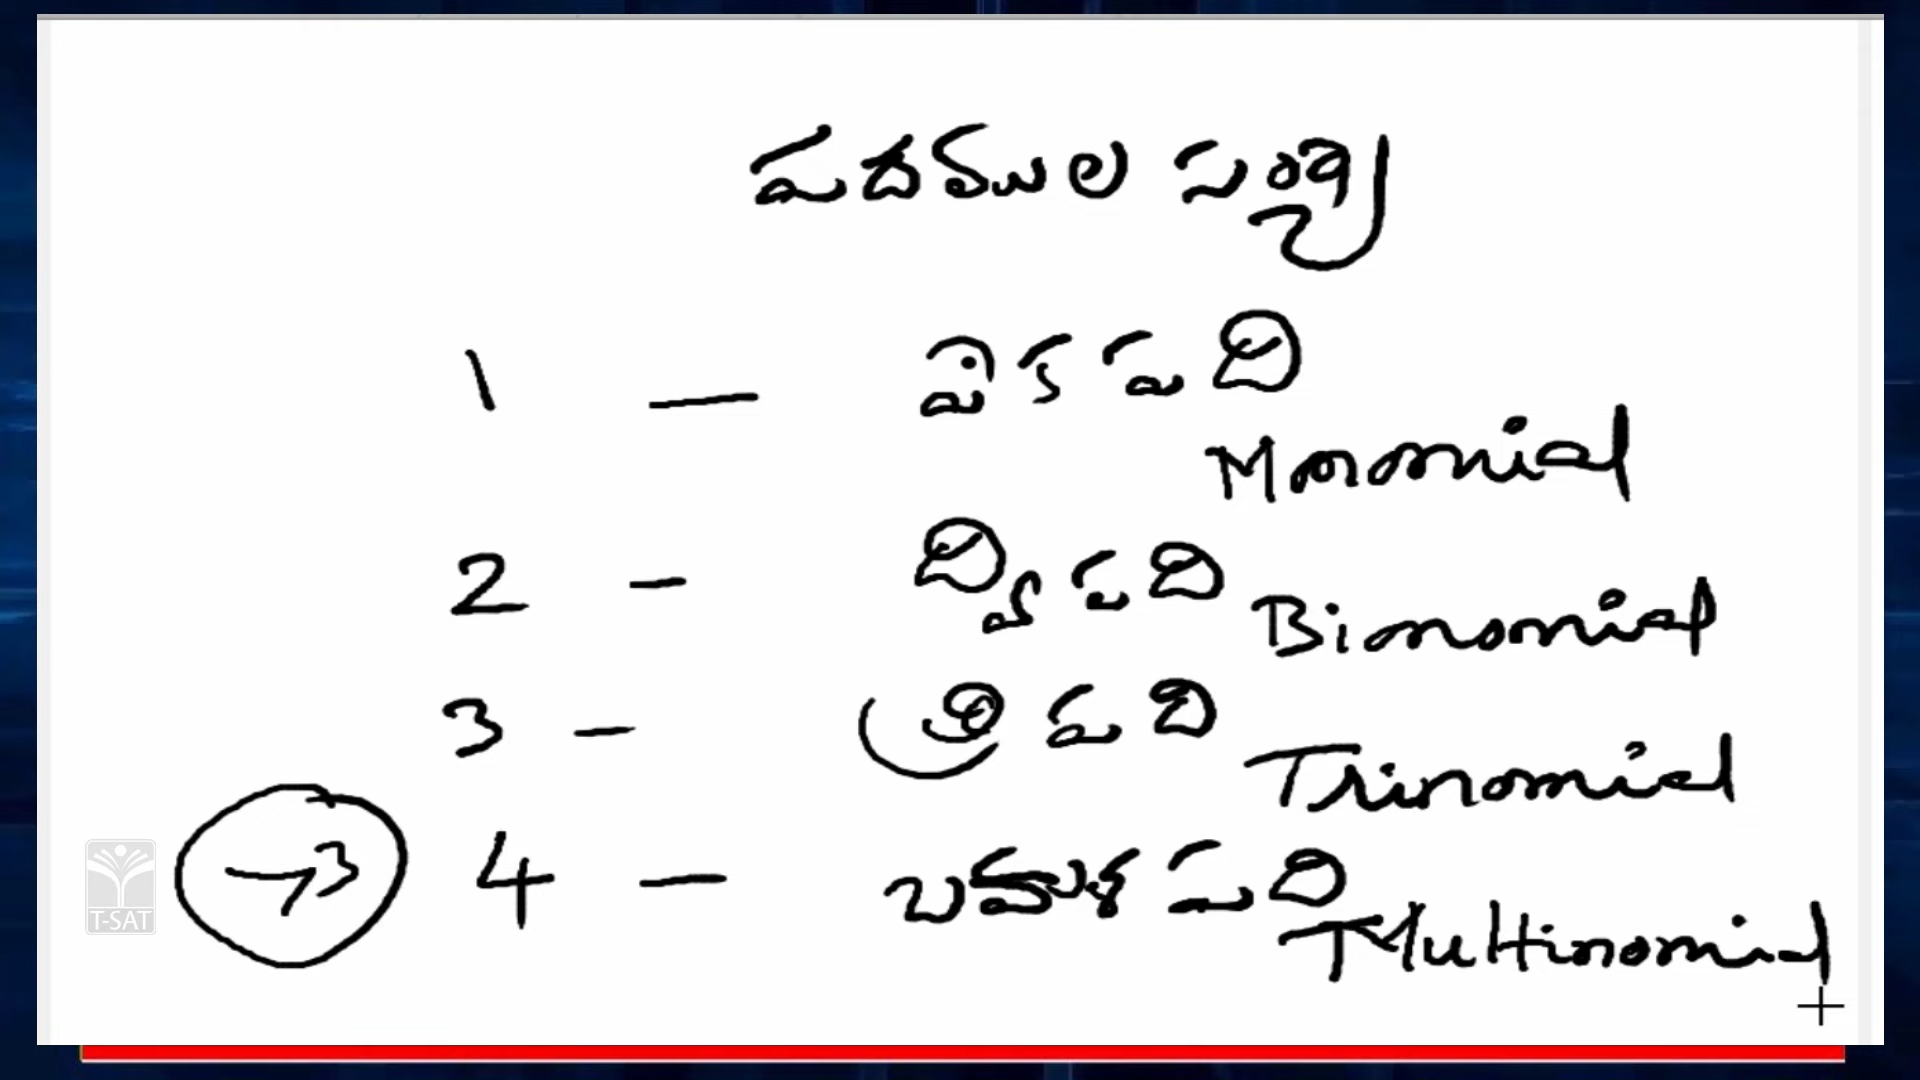 పదముల సంఖ్య
1 — ఏకపది
Monomial
2 - ద్విపది Binomial
3 - త్రిపది
Trinomial
→3 4 - బహుళపది
Multinomial
T-SAT